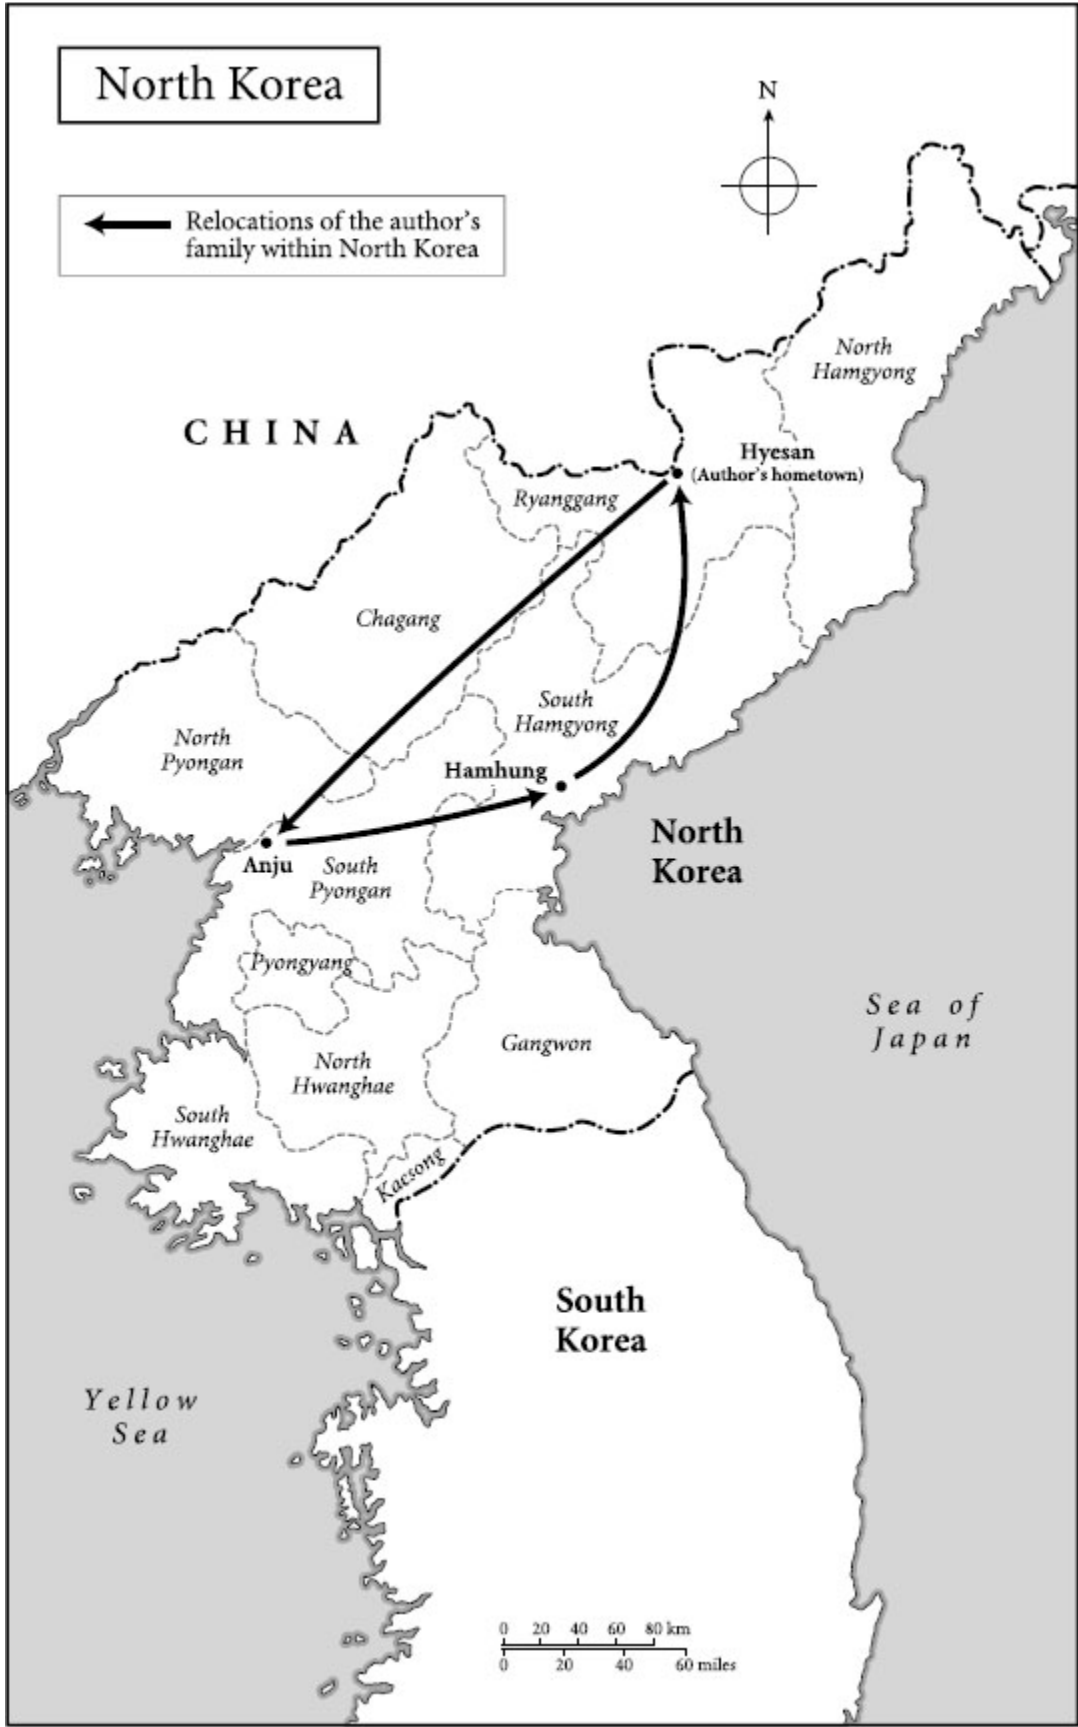 North Korea
N
Relocations of the author's
family within North Korea
North
Hamgyong
CHINA
Hyesan
(Author's hometown)
Ryanggang
Chagang
South
Hamgyong
North
Pyongan
Hamhung
North
Korea
Anju
South
Pyongan
Pyongyang
Sea of
Japan
Gangwon
North
Hwanghae
South
Hwanghae
Kaesong
South
Korea
Yellow
Sea
0 20 40 60 80 km
0 20 40 60 miles